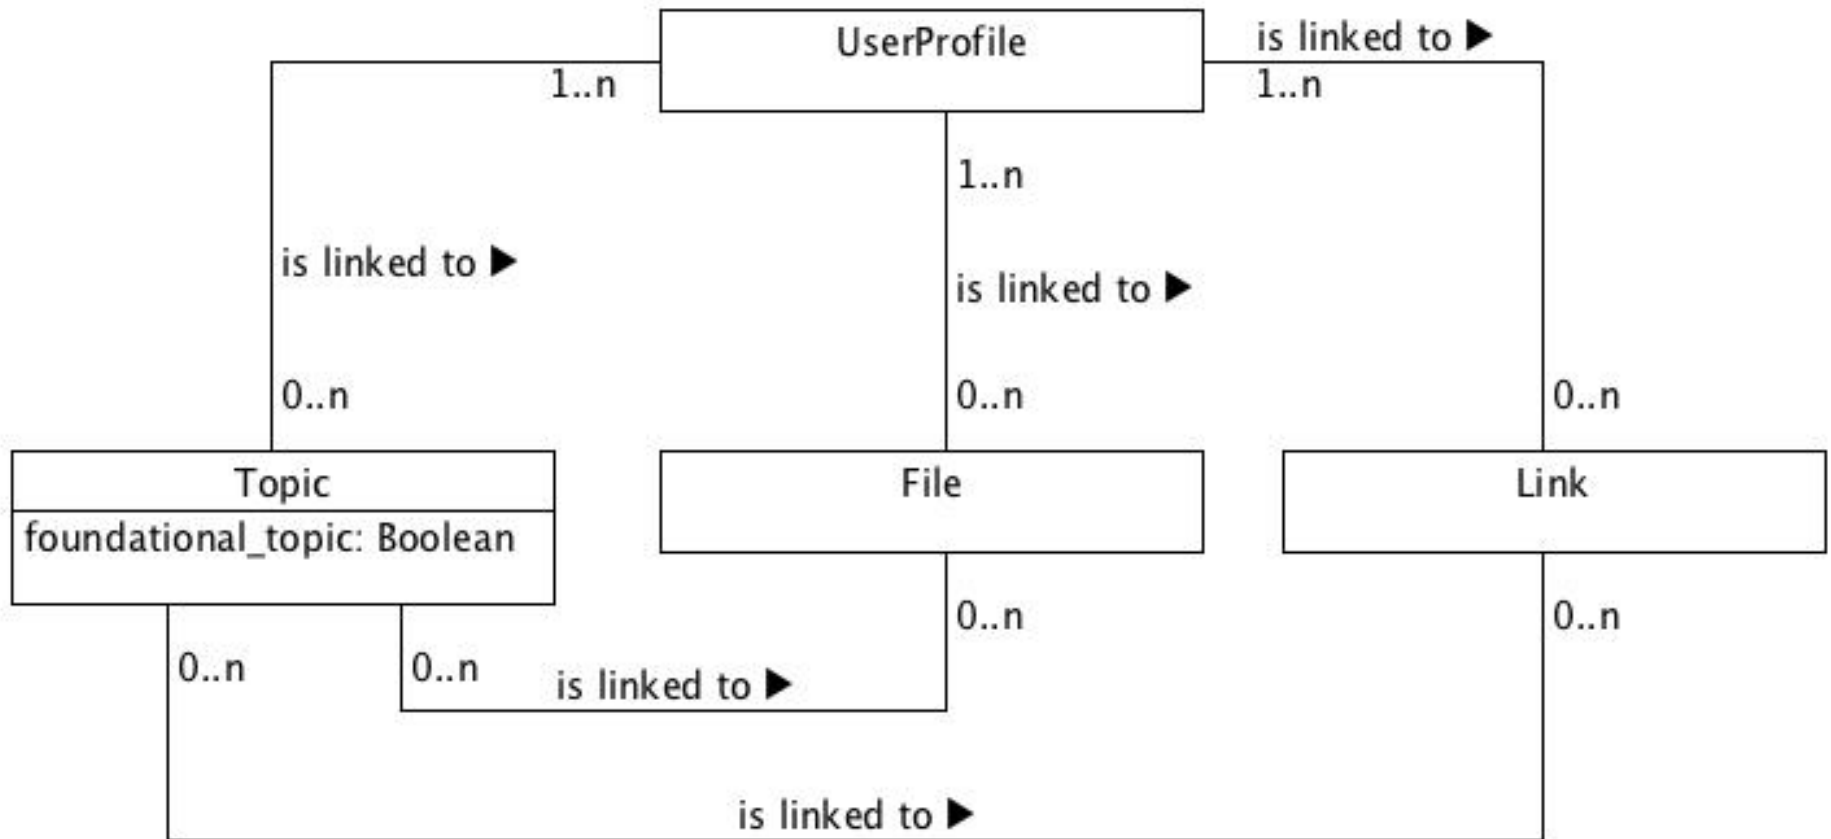 UserProfile
is linked to ▶
1..n
1..n
1..n
is linked to ▶
is linked to ▶
0..n
0..n
0..n
Topic
foundational_topic: Boolean
File
Link
0..n
0..n
0..n
0..n
is linked to ▶
is linked to ▶